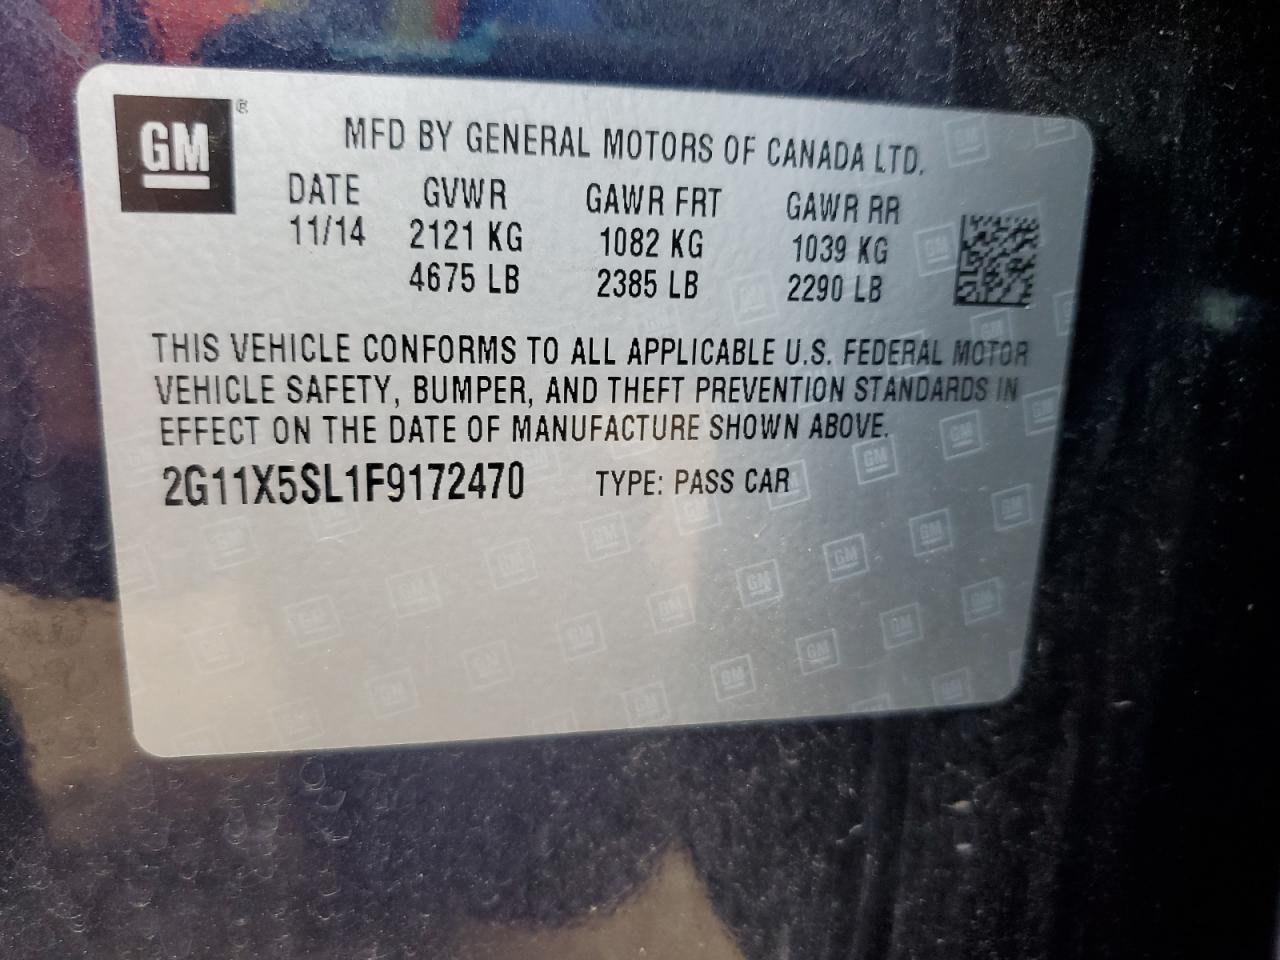 GM ®
MFD BY GENERAL MOTORS OF CANADA LTD.
DATE GVWR GAWR FRT GAWR RR
11/14 2121 KG 1082 KG 1039 KG
4675 LB 2385 LB 2290 LB
THIS VEHICLE CONFORMS TO ALL APPLICABLE U.S. FEDERAL MOTOR
VEHICLE SAFETY, BUMPER, AND THEFT PREVENTION STANDARDS IN
EFFECT ON THE DATE OF MANUFACTURE SHOWN ABOVE.
2G11X5SL1F9172470 TYPE: PASS CAR